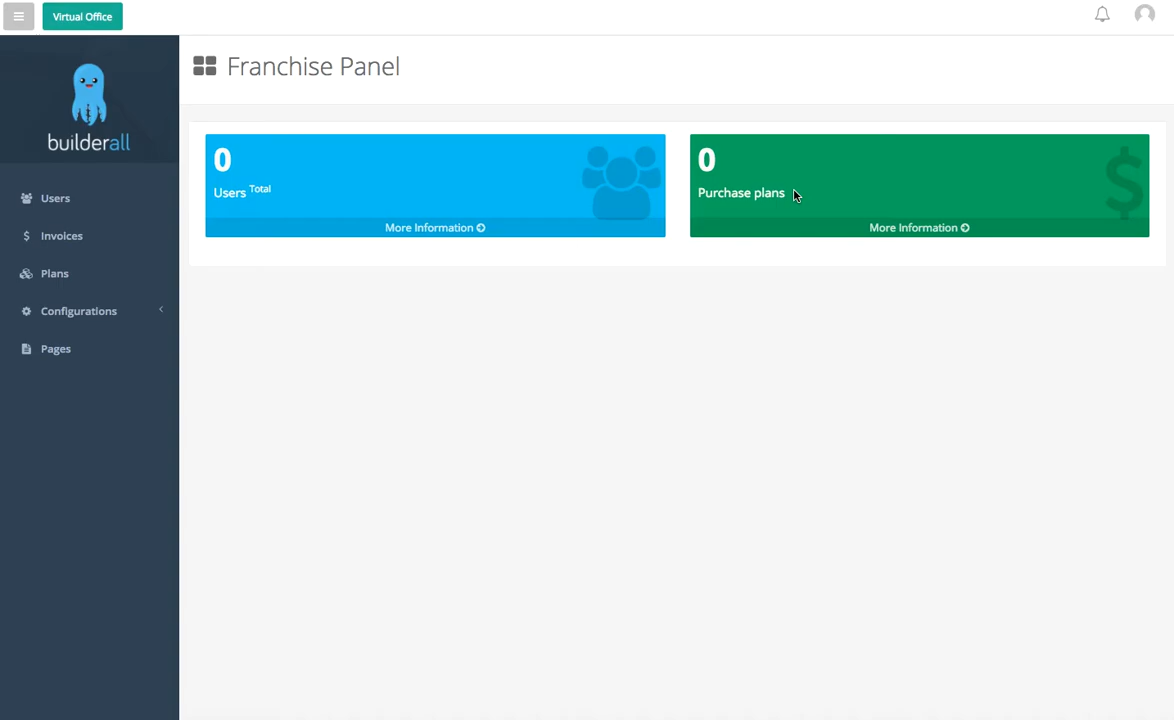 Virtual Office
builderall
Users
Invoices
Plans
Configurations
Pages
Franchise Panel
0
Users Total
More Information
0
Purchase plans
More Information